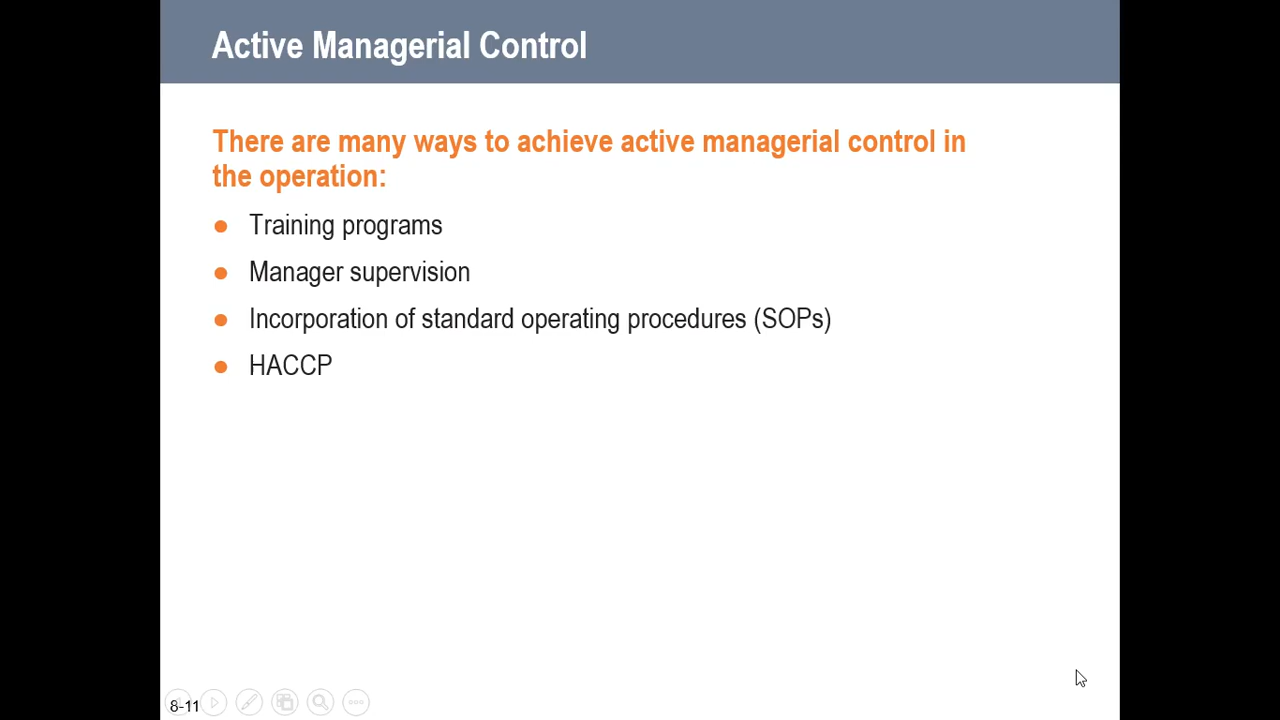 Active Managerial Control
There are many ways to achieve active managerial control in
the operation:
● Training programs
● Manager supervision
● Incorporation of standard operating procedures (SOPs)
● HACCP
8-11